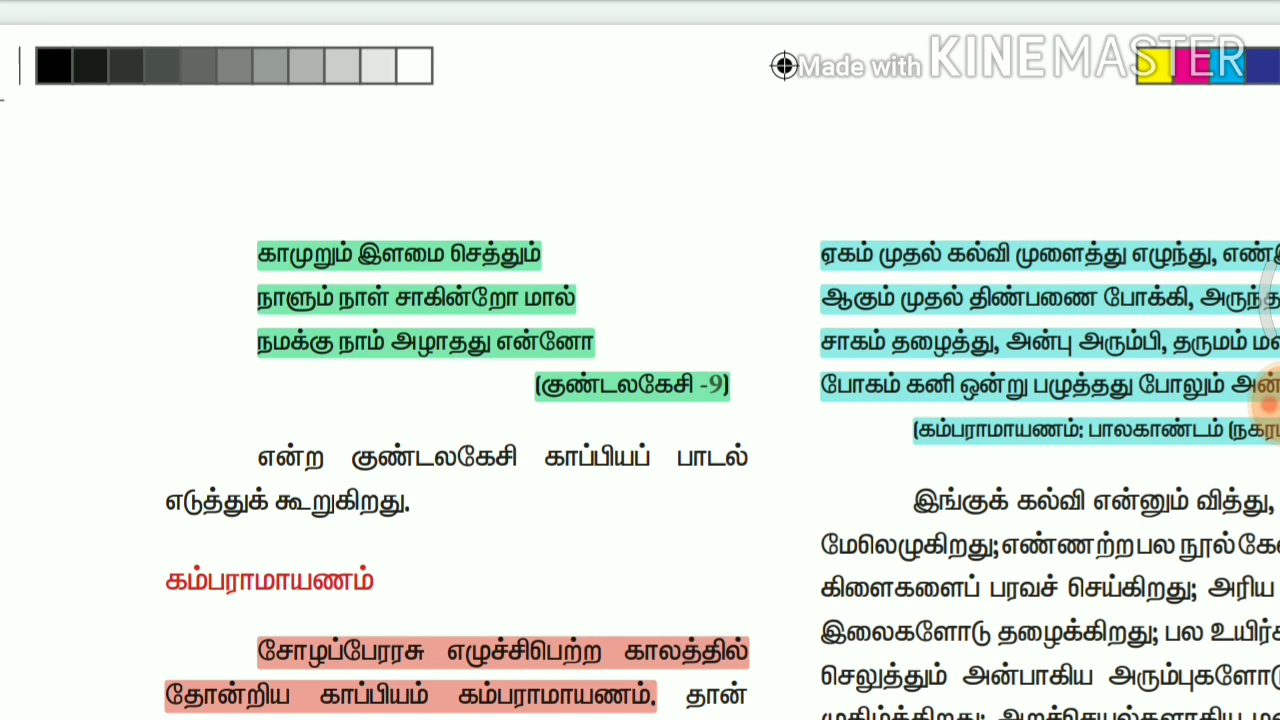 Made with KINEMASTER
காமுறும் இளமை செத்தும்
நாளும் நாள் சாகின்றோ மால்
நமக்கு நாம் அழாதது என்னோ
(குண்டலகேசி -9)
என்ற குண்டலகேசி காப்பியப் பாடல்
எடுத்துக் கூறுகிறது.
கம்பராமாயணம்
சோழப்பேரரசு எழுச்சிபெற்ற காலத்தில்
தோன்றிய காப்பியம் கம்பராமாயணம். தான்
ஏகம் முதல் கல்வி முளைத்து எழுந்து,
ஆகும் முதல் திண்பணை போக்கி,
சாகம் தழைத்து, அன்பு அரும்பி, தருமம்
போகம் கனி ஒன்று பழுத்தது போலும்
(கம்பராமாயணம்: பாலகாண்டம்
இங்குக் கல்வி என்னும் வித்து,
மேலெழுகிறது; எண்ணற்ற பல நூல்
கிளைகளைப் பரவச் செய்கிறது; அரிய
இலைகளோடு தழைக்கிறது; பல
செலுத்தும் அன்பாகிய அரும்புகளோடு